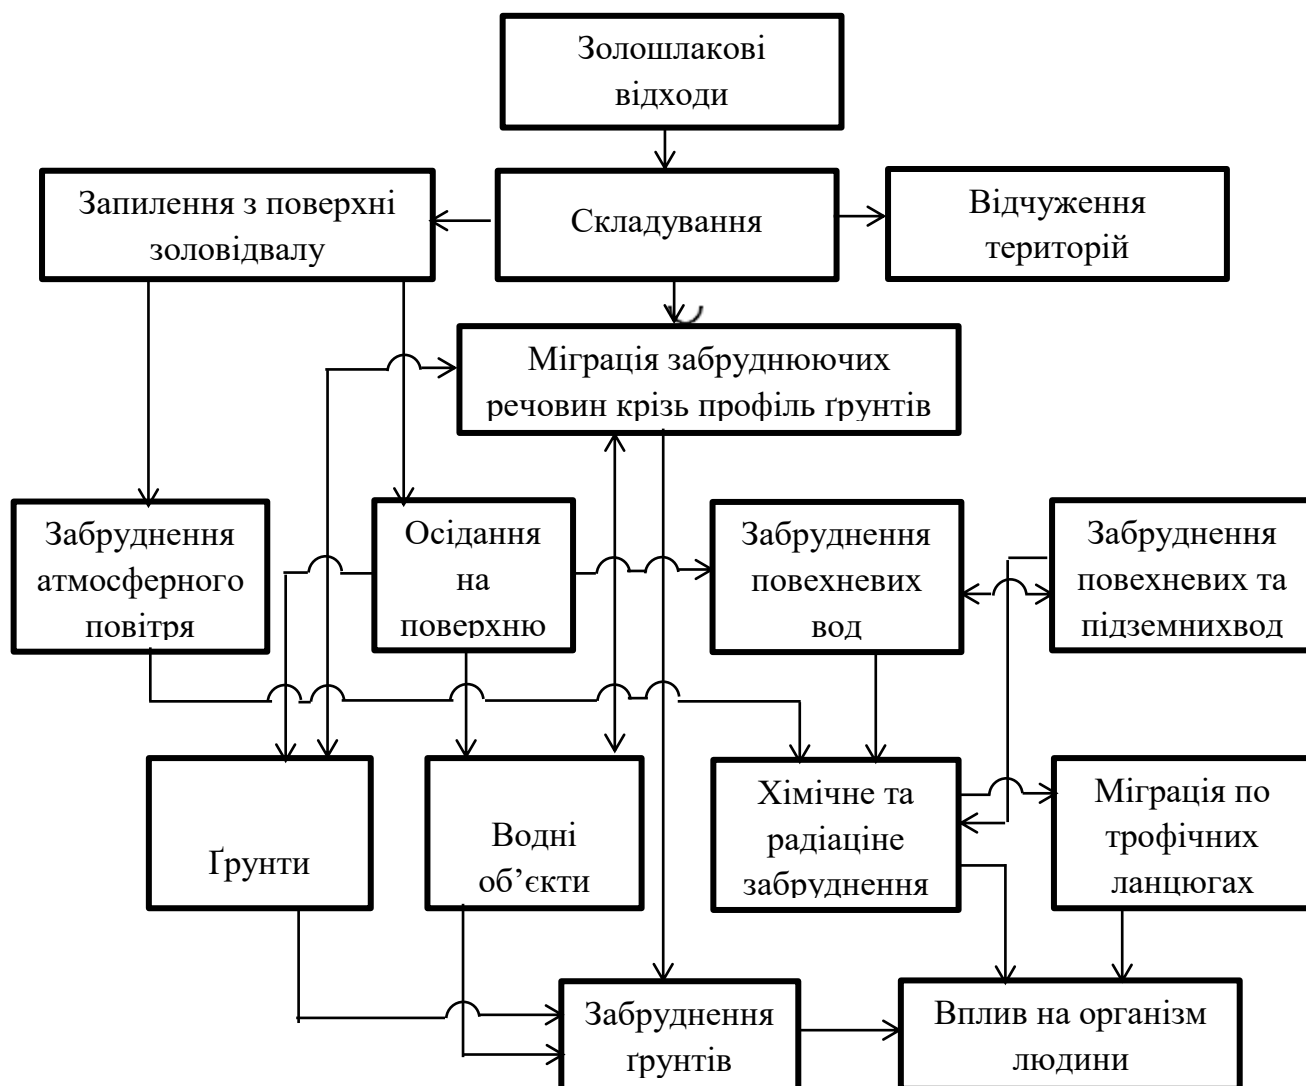 Золошлакові
відходи
Запилення з поверхні
золовідвалу
Складування
Відчуження
територій
Міграція забруднюючих
речовин крізь профіль ґрунтів
Забруднення
атмосферного
повітря
Осідання
на
поверхню
Забруднення
повехневих
вод
Забруднення
повехневих та
підземнихвод
Ґрунти
Водні
об’єкти
Хімічне та
радіаціне
забруднення
Міграція по
трофічних
ланцюгах
Забруднення
ґрунтів
Вплив на організм
людини